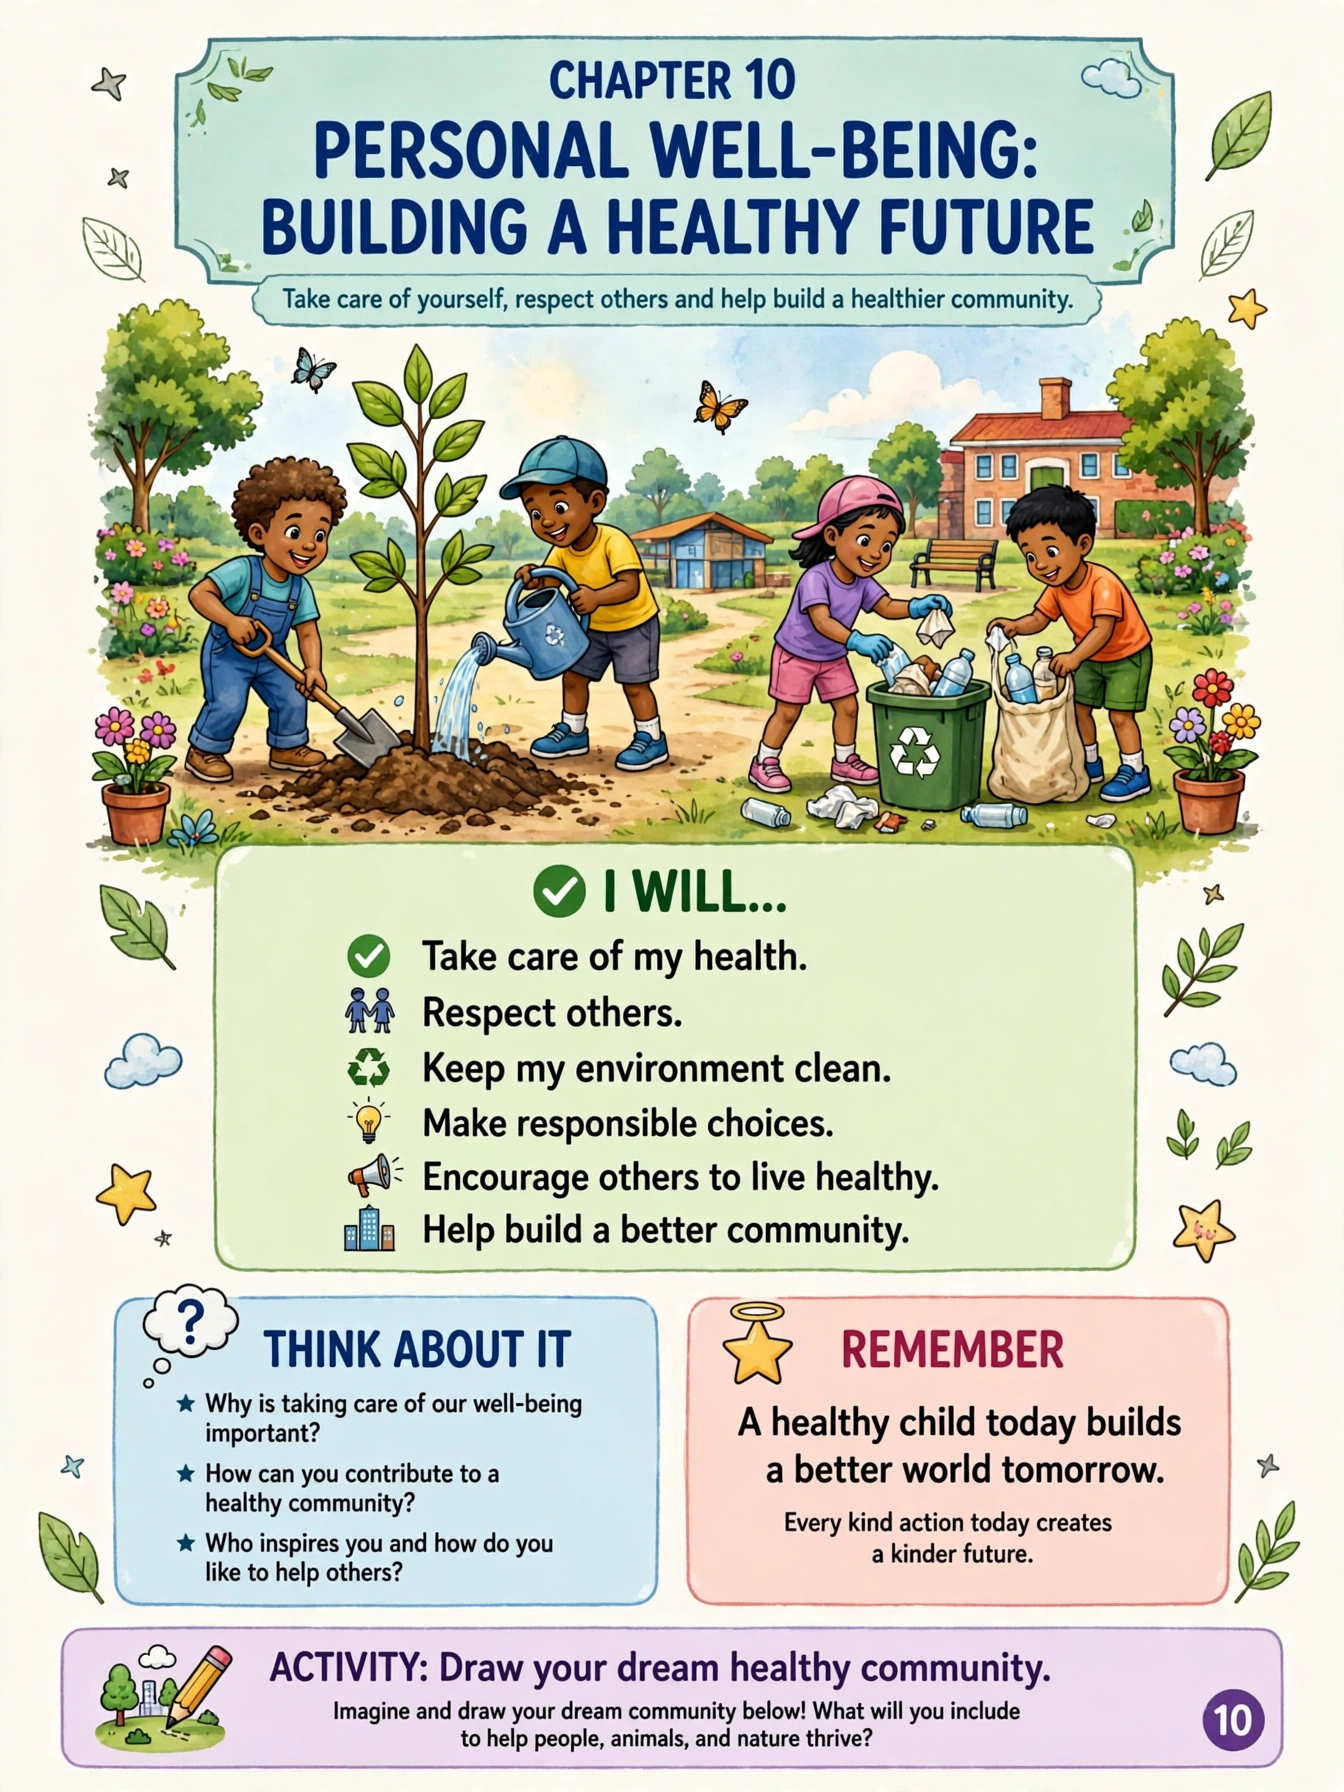 CHAPTER 10
PERSONAL WELL-BEING:
BUILDING A HEALTHY FUTURE
Take care of yourself, respect others and help build a healthier community.
I WILL...
Take care of my health.
Respect others.
Keep my environment clean.
Make responsible choices.
Encourage others to live healthy.
Help build a better community.
?
THINK ABOUT IT
Why is taking care of our well-being
important?
How can you contribute to a
healthy community?
Who inspires you and how do you
like to help others?
REMEMBER
A healthy child today builds
a better world tomorrow.
Every kind action today creates
a kinder future.
ACTIVITY: Draw your dream healthy community.
Imagine and draw your dream community below! What will you include
to help people, animals, and nature thrive?
10